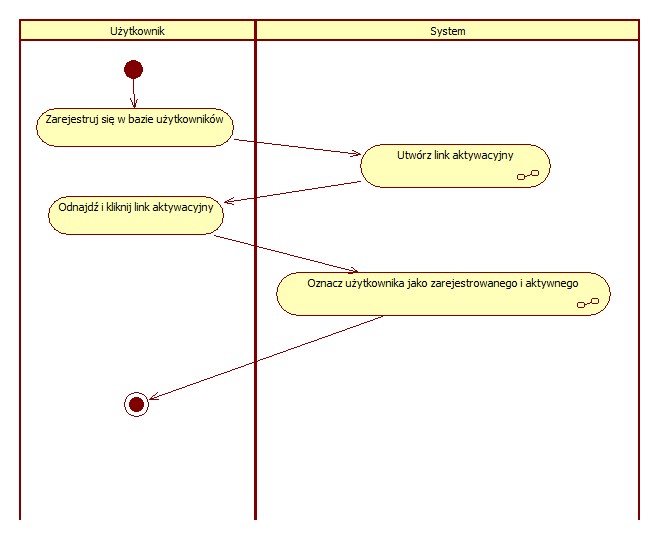 Użytkownik
System
Zarejestruj się w bazie użytkowników
Utwórz link aktywacyjny
Odnajdź i kliknij link aktywacyjny
Oznacz użytkownika jako zarejestrowanego i aktywnego